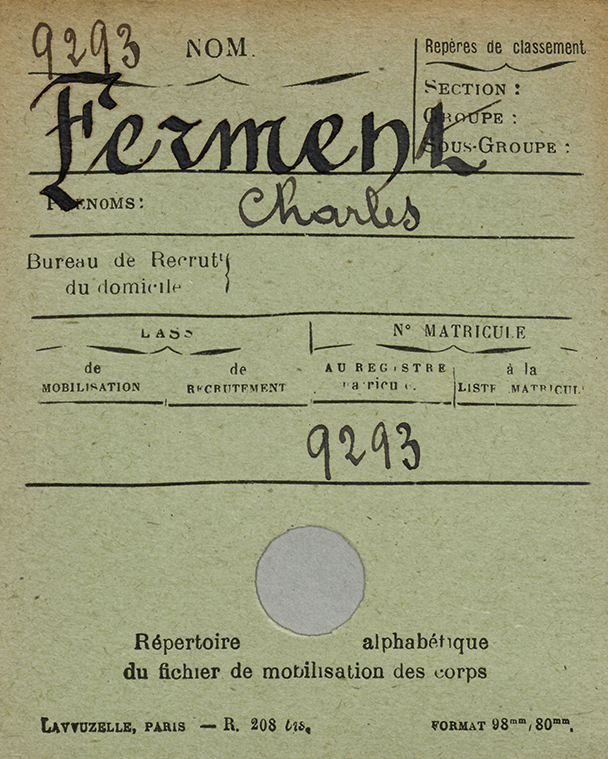 9293
NOM.
Repères de classement
SECTION :
GROUPE :
SOUS-GROUPE :
Ferment
PRÉNOMS: Charles
Bureau de Recrutt
du domicile
CLASSE
N° MATRICULE
de
MOBILISATION
de
RECRUTEMENT
AU REGISTRE
à la
LISTE MATRICUL
9293
Répertoire alphabétique
du fichier de mobilisation des corps
LAVAUZELLE, PARIS — R. 208 bis.
FORMAT 98mm/80mm.